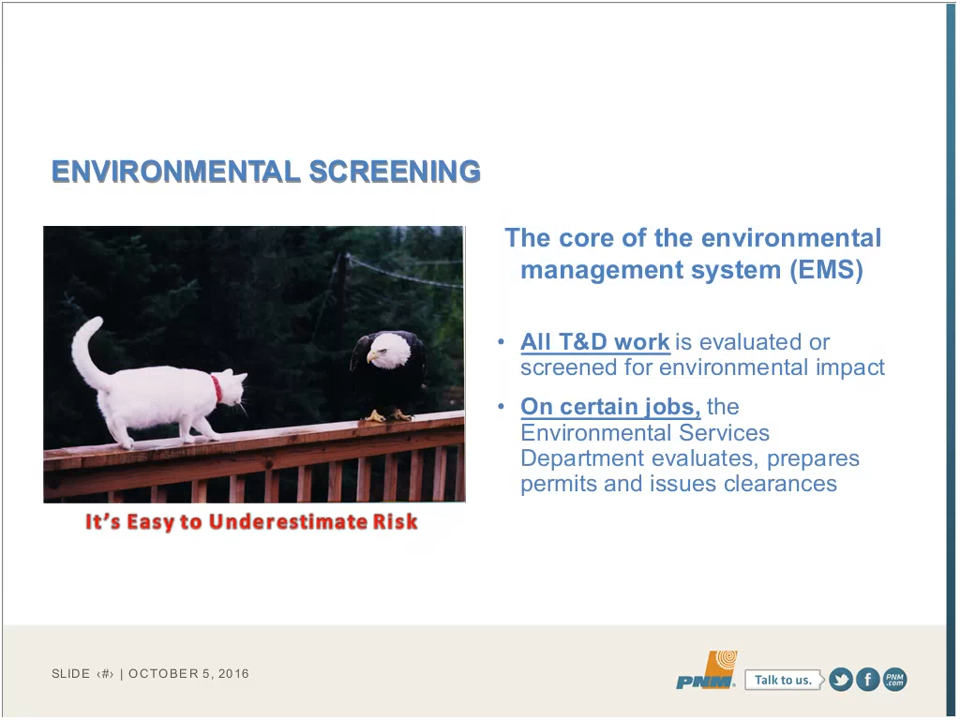 ENVIRONMENTAL SCREENING
The core of the environmental
management system (EMS)
• All T&D work is evaluated or
screened for environmental impact
• On certain jobs, the
Environmental Services
Department evaluates, prepares
permits and issues clearances
It's Easy to Underestimate Risk
SLIDE ‹#› | OCTOBER 5, 2016
PNM
Talk to us.
f
PNM
.com